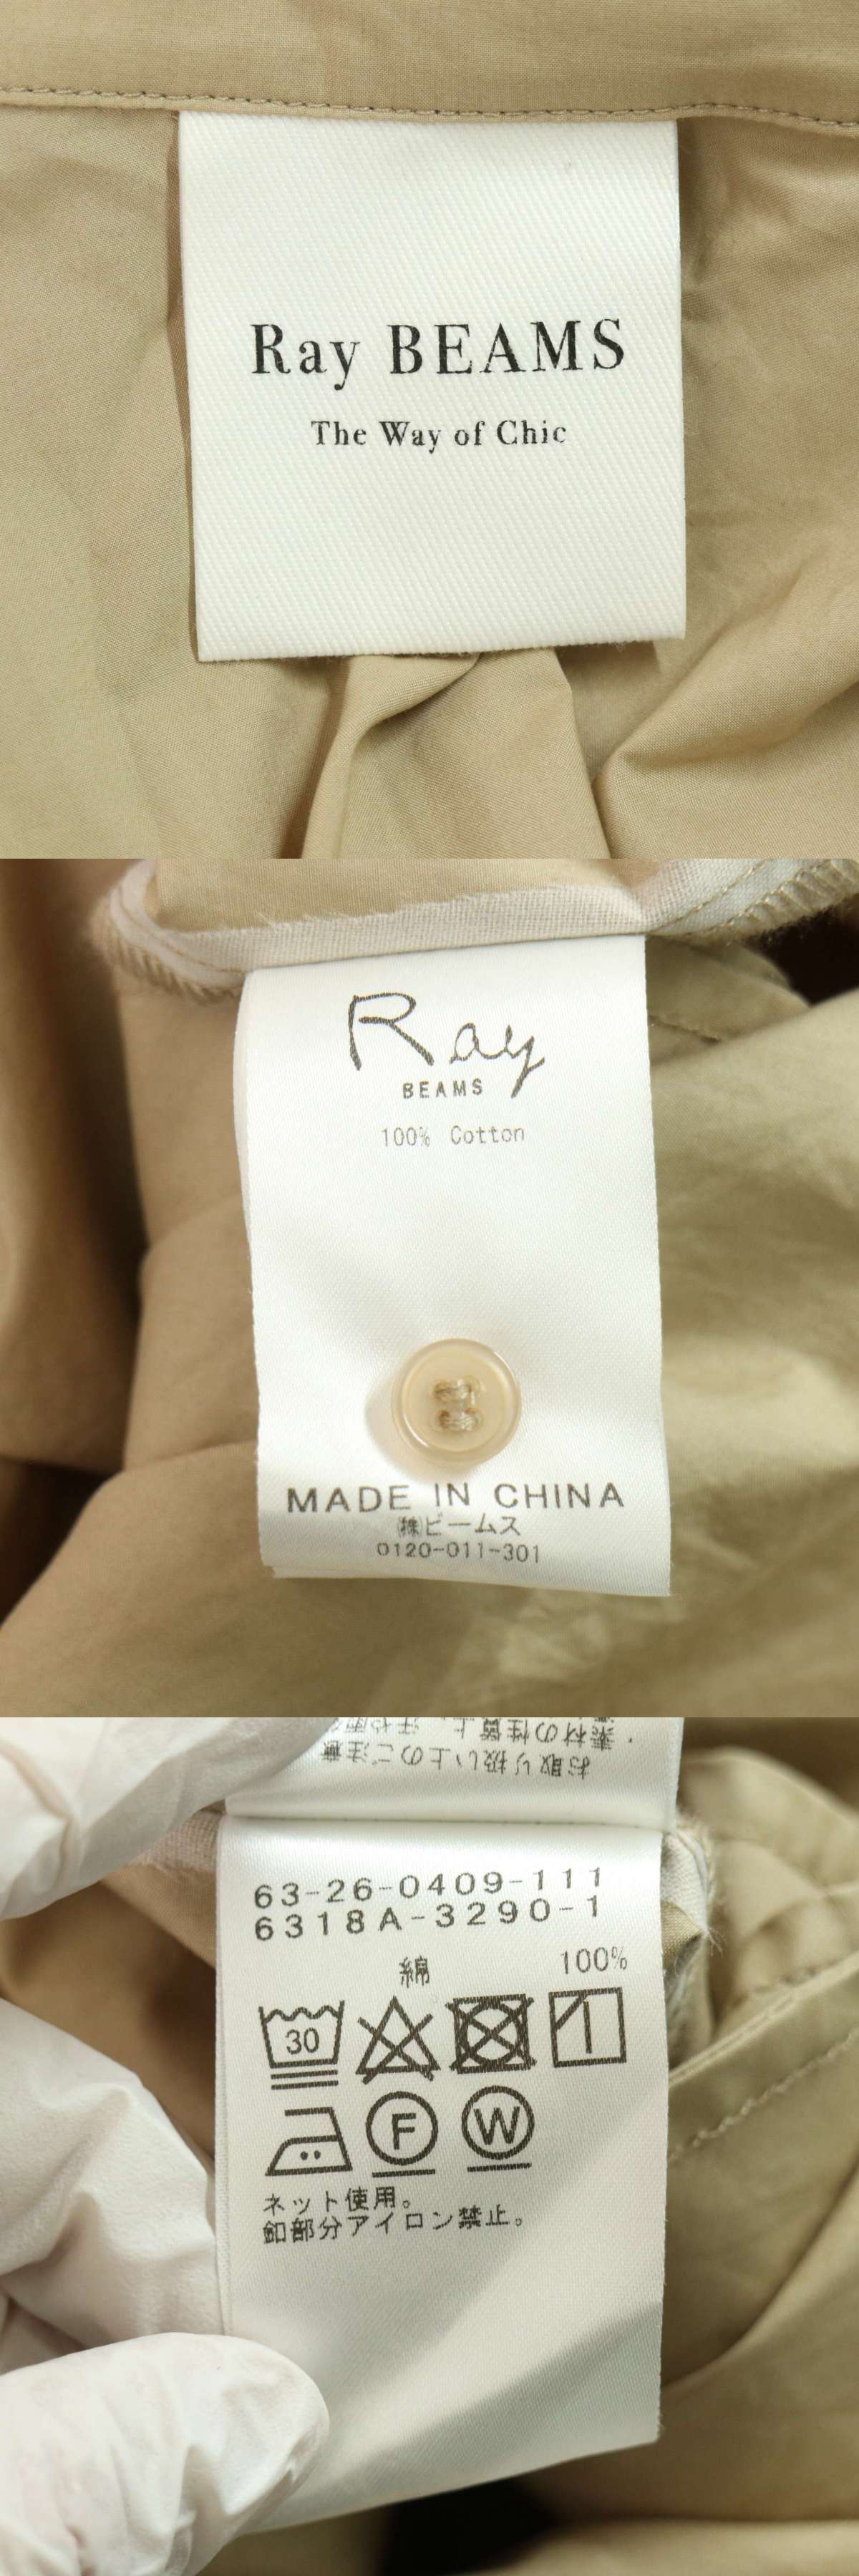 Ray BEAMS
The Way of Chic
Ray
BEAMS
100% Cotton
MADE IN CHINA
㈱ビームス
0120-011-301
・素材の性質上、汗や雨
お取り扱い上のご注意
63-26-0409-111
6318A-3290-1
綿 100%
30
F W
ネット使用。
釦部分アイロン禁止。